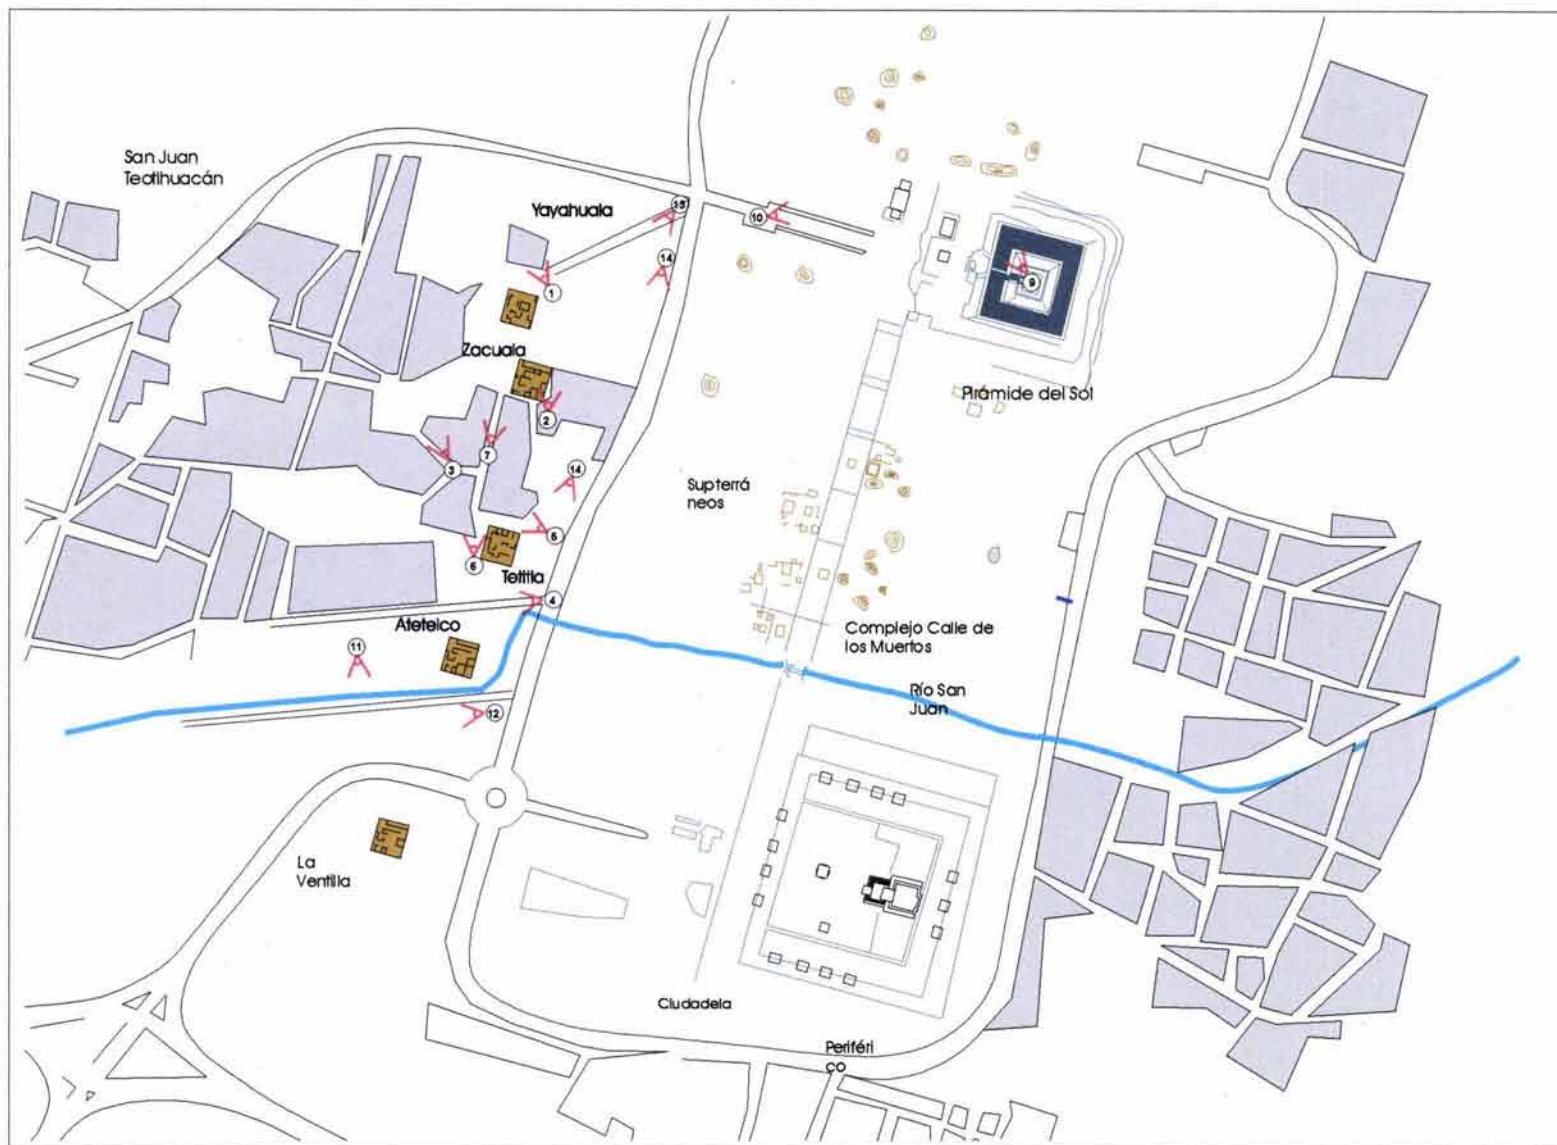 San Juan
Teotihuacán
Yayahuala
15
10
14
9
1
Zacuala
Pirámide del Sol
2
7
3
14
Supterrá
neos
5
6
Tetitla
4
Atetelco
Complejo Calle de
los Muertos
11
Río San
Juan
12
La
Ventilla
Ciudadela
Periféri
co